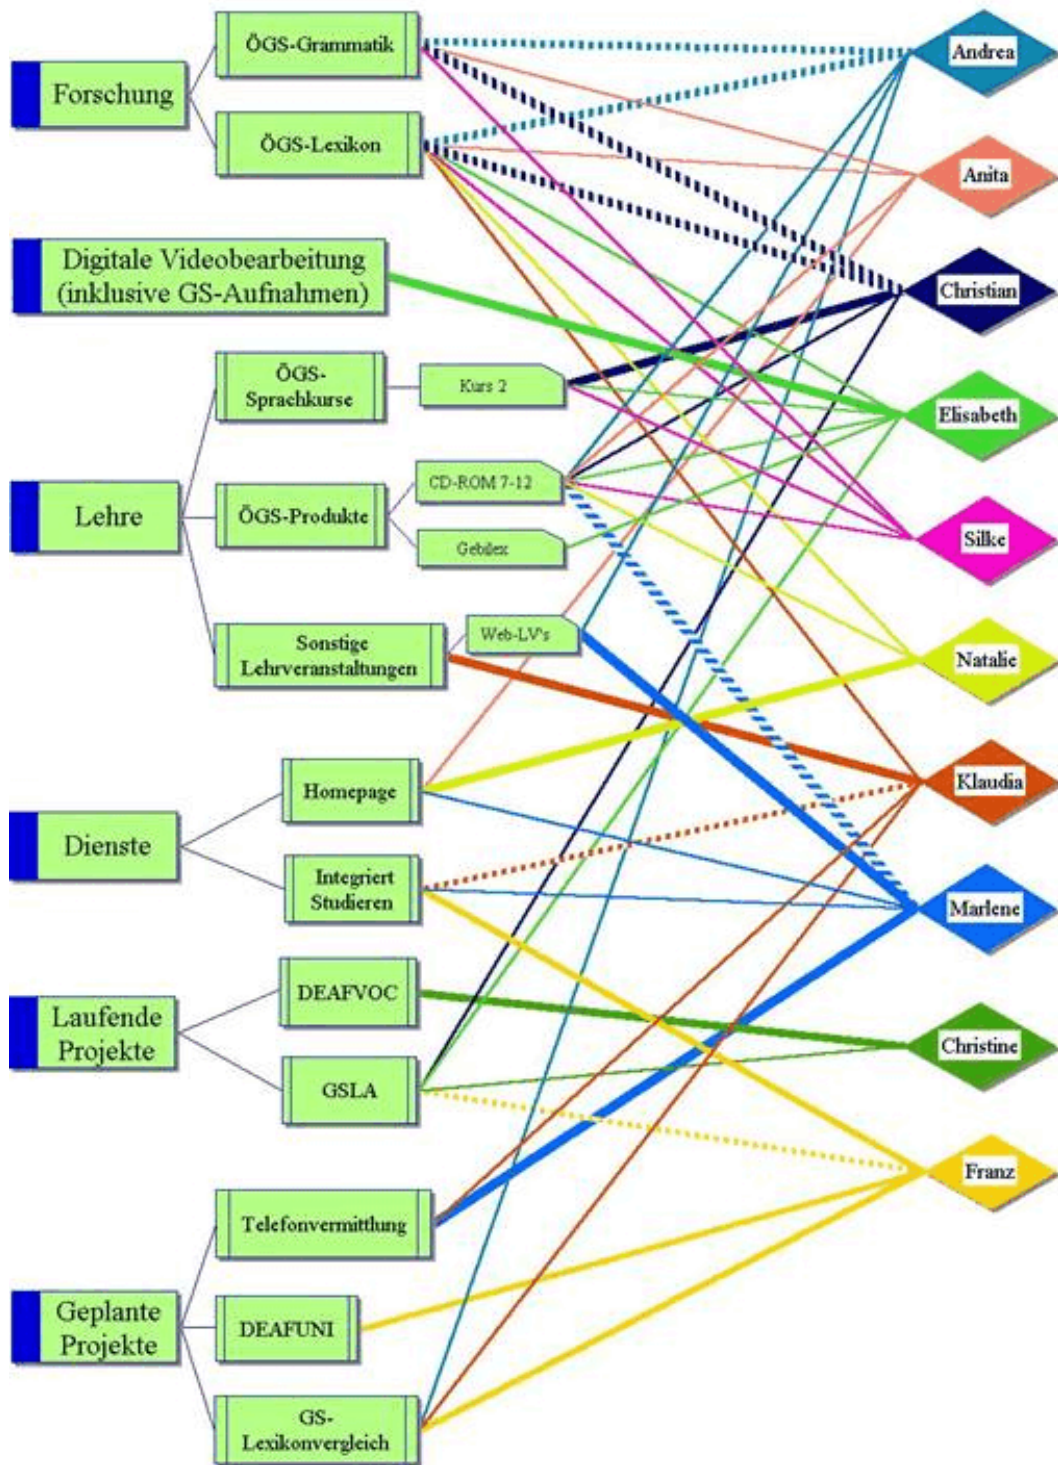 ÖGS-Grammatik
Andrea
Forschung
ÖGS-Lexikon
Anita
Digitale Videobearbeitung
(inklusive GS-Aufnahmen)
Christian
ÖGS-
Sprachkurse
Kurs 2
Elisabeth
Lehre
ÖGS-Produkte
CD-ROM 7-12
Gebilex
Silke
Sonstige
Lehrveranstaltungen
Web-LV's
Natalie
Homepage
Klaudia
Dienste
Integriert
Studieren
Marlene
DEAFVOC
Laufende
Projekte
Christine
GSLA
Franz
Telefonvermittlung
Geplante
Projekte
DEAFUNI
GS-
Lexikonvergleich